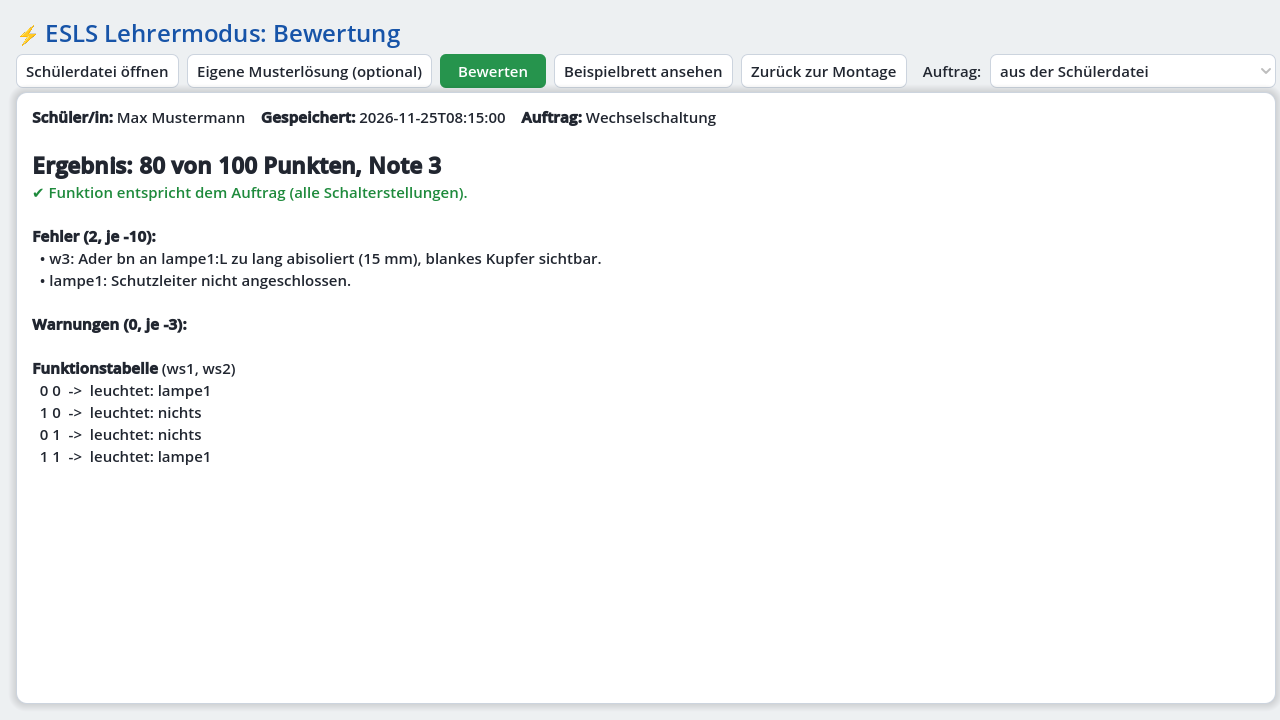 ⚡ ESLS Lehrermodus: Bewertung
Schülerdatei öffnen Eigene Musterlösung (optional) Bewerten Beispielbrett ansehen Zurück zur Montage Auftrag: aus der Schülerdatei
Schüler/in: Max Mustermann Gespeichert: 2026-11-25T08:15:00 Auftrag: Wechselschaltung
Ergebnis: 80 von 100 Punkten, Note 3
✔ Funktion entspricht dem Auftrag (alle Schalterstellungen).
Fehler (2, je -10):
• w3: Ader bn an lampe1:L zu lang abisoliert (15 mm), blankes Kupfer sichtbar.
• lampe1: Schutzleiter nicht angeschlossen.
Warnungen (0, je -3):
Funktionstabelle (ws1, ws2)
0 0 -> leuchtet: lampe1
1 0 -> leuchtet: nichts
0 1 -> leuchtet: nichts
1 1 -> leuchtet: lampe1